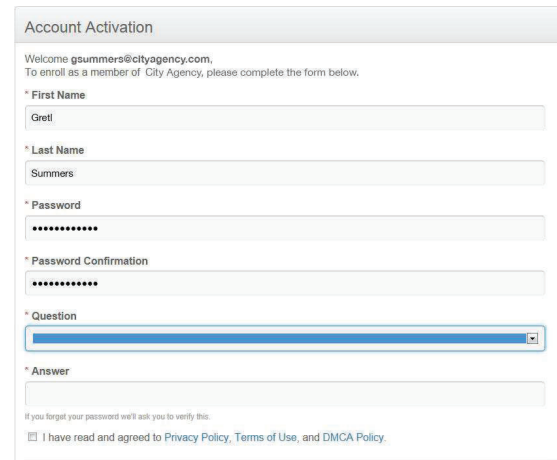 Account Activation
Welcome gsummers@cityagency.com,
To enroll as a member of City Agency, please complete the form below.
* First Name
Gretl
* Last Name
Summers
* Password
••••••••••••
* Password Confirmation
••••••••••••
* Question
* Answer
If you forget your password we'll ask you to verify this.
I have read and agreed to Privacy Policy, Terms of Use, and DMCA Policy.